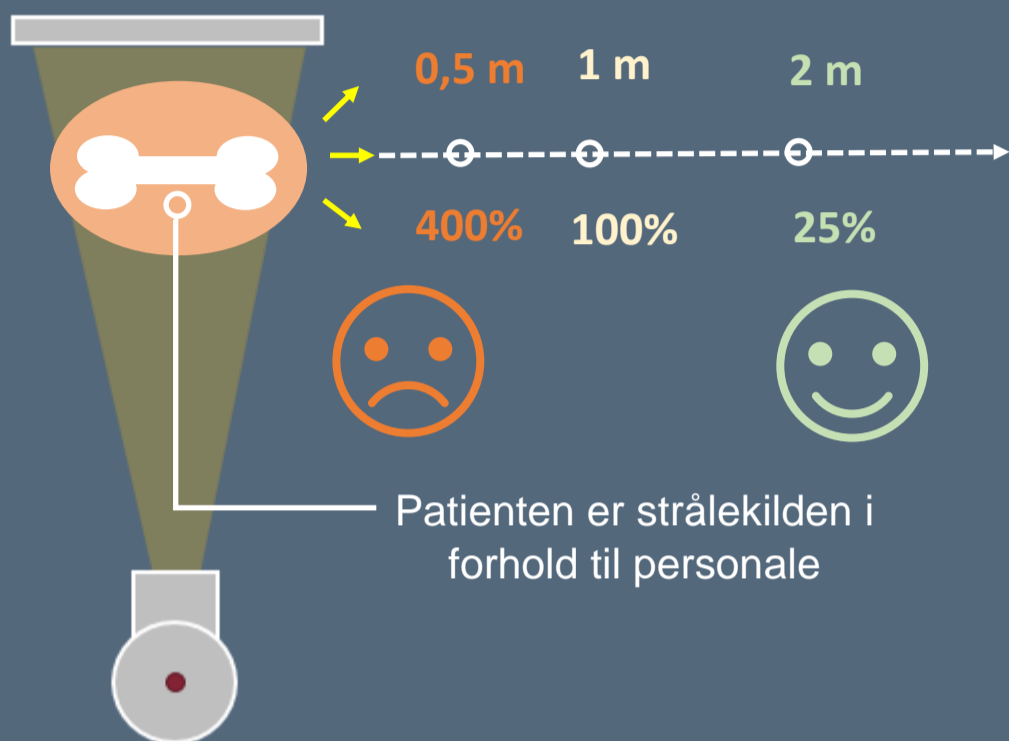 0,5 m 1 m 2 m
400% 100% 25%
Patienten er strålekilden i
forhold til personale